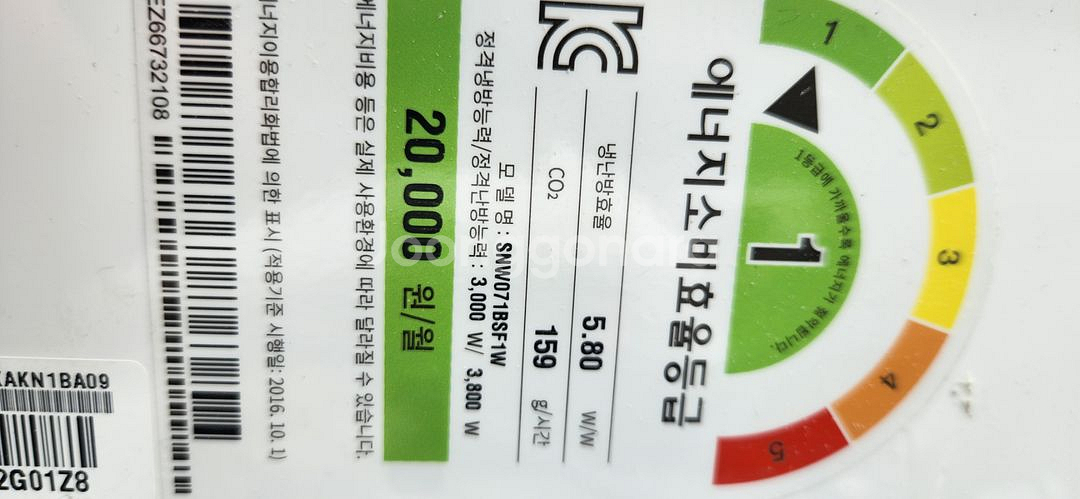 1
2
3
4
5
1등급에 가까울수록 에너지가 절약됩니다.
1
에너지소비효율등급
냉난방효율 5.80 W/W
CO₂ 159 g/시간
모 델 명 : SNW071BSF1W
정격냉방능력/정격난방능력 : 3,000 W/ 3,800 W
20,000 원/월
에너지비용 등은 실제 사용환경에 따라 달라질 수 있습니다.
에너지이용합리화법에 의한 표시 (적용기준 시행일: 2016. 10. 1)
EZ66732108
KAKN1BA09
2G01Z8
joonggonara